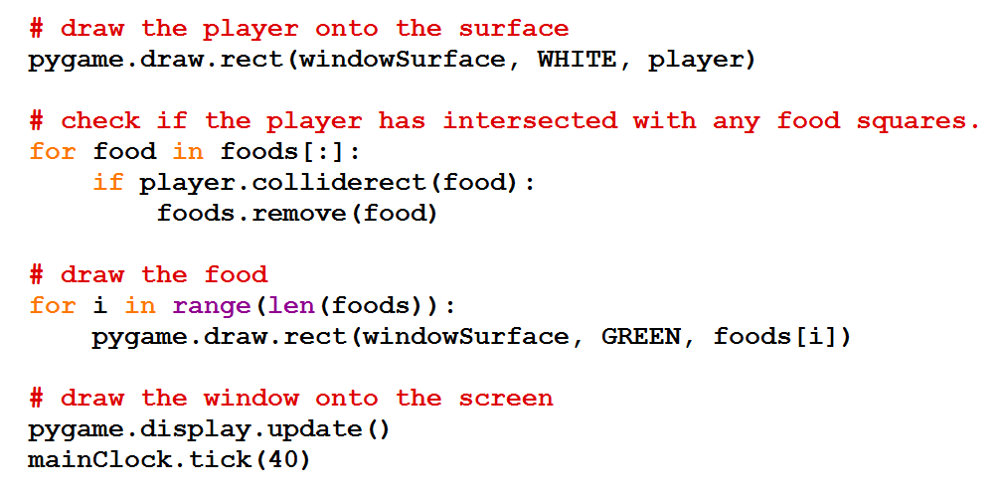 # draw the player onto the surface
pygame.draw.rect(windowSurface, WHITE, player)

# check if the player has intersected with any food squares.
for food in foods[:]:
    if player.colliderect(food):
        foods.remove(food)

# draw the food
for i in range(len(foods)):
    pygame.draw.rect(windowSurface, GREEN, foods[i])

# draw the window onto the screen
pygame.display.update()
mainClock.tick(40)